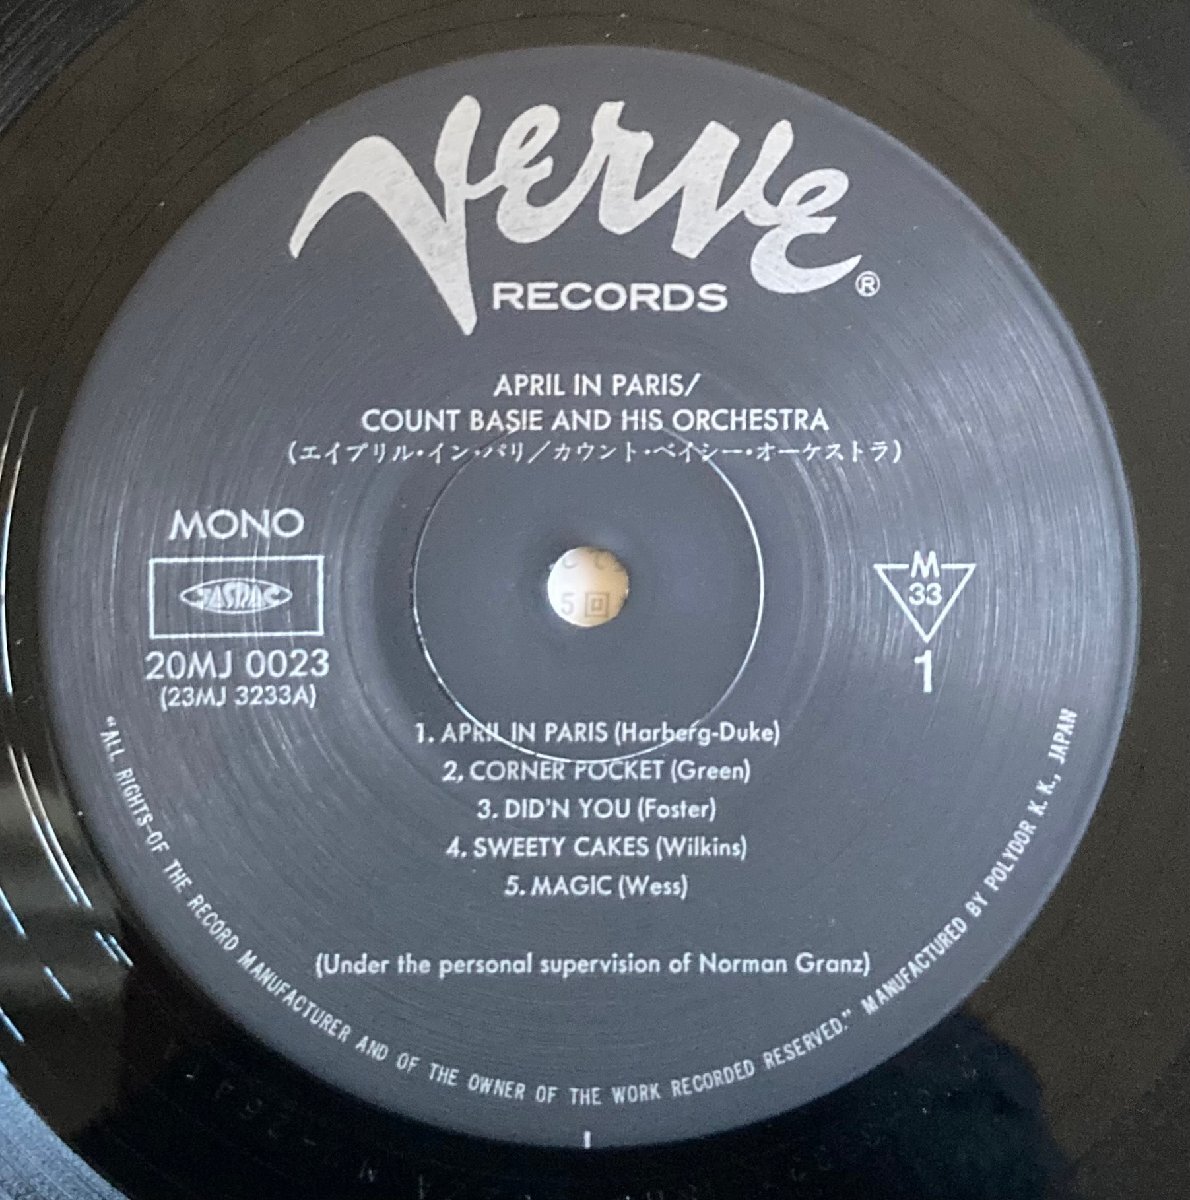 Verve
RECORDS ®
APRIL IN PARIS/
COUNT BASIE AND HIS ORCHESTRA
(エイプリル・イン・パリ／カウント・ベイシー・オーケストラ)
MONO
JASRAC
20MJ 0023
(23MJ 3233A)
M
33
1
5回
1. APRIL IN PARIS (Harberg-Duke)
2, CORNER POCKET (Green)
3. DID'N YOU (Foster)
4. SWEETY CAKES (Wilkins)
5. MAGIC (Wess)
(Under the personal supervision of Norman Granz)
"ALL RIGHTS-OF THE RECORD MANUFACTURER AND OF THE OWNER OF THE WORK RECORDED RESERVED." MANUFACTURED BY POLYDOR K. K., JAPAN